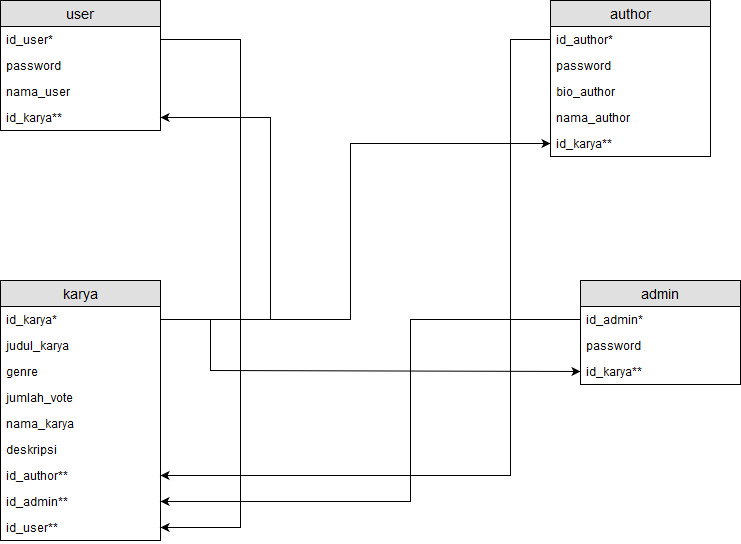 user
id_user*
password
nama_user
id_karya**
author
id_author*
password
bio_author
nama_author
id_karya**
karya
id_karya*
judul_karya
genre
jumlah_vote
nama_karya
deskripsi
id_author**
id_admin**
id_user**
admin
id_admin*
password
id_karya**